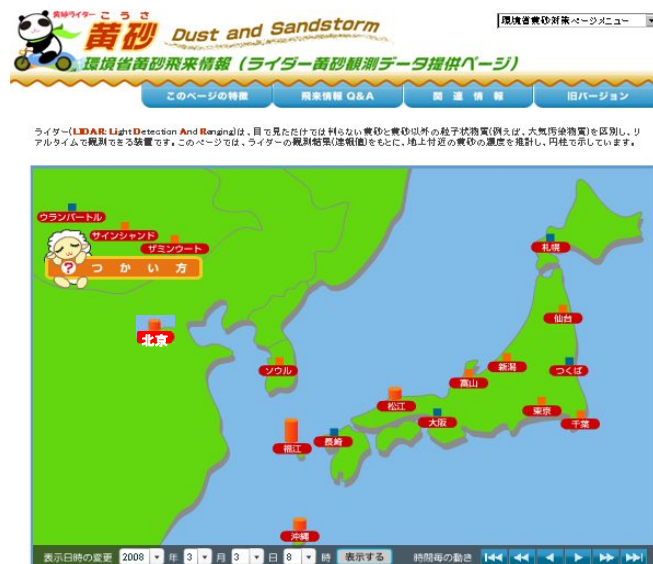 黄砂ライダー こうさ
環境省黄砂対策ページメニュー
黄砂 Dust and Sandstorm
環境省黄砂飛来情報(ライダー黄砂観測データ提供ページ)
このページの特徴 飛来情報 Q&A 関連情報 旧バージョン
ライダー(LIDAR: Light Detection And Ranging)は、目で見ただけでは判らない黄砂と黄砂以外の粒子状物質(例えば、大気汚染物質)を区別し、リ
アルタイムで観測できる装置です。このページでは、ライダーの観測結果(速報値)をもとに、地上付近の黄砂の濃度を推計し、円柱で示しています。
ウランバートル
サインシャンド
ザミンウート
? つかい方
札幌
仙台
北京
ソウル
新潟
つくば
富山
松江
東京
大阪
千葉
福江
長崎
沖縄
表示日時の変更 2008 年 3 月 3 日 8 時 表示する 時間毎の動き